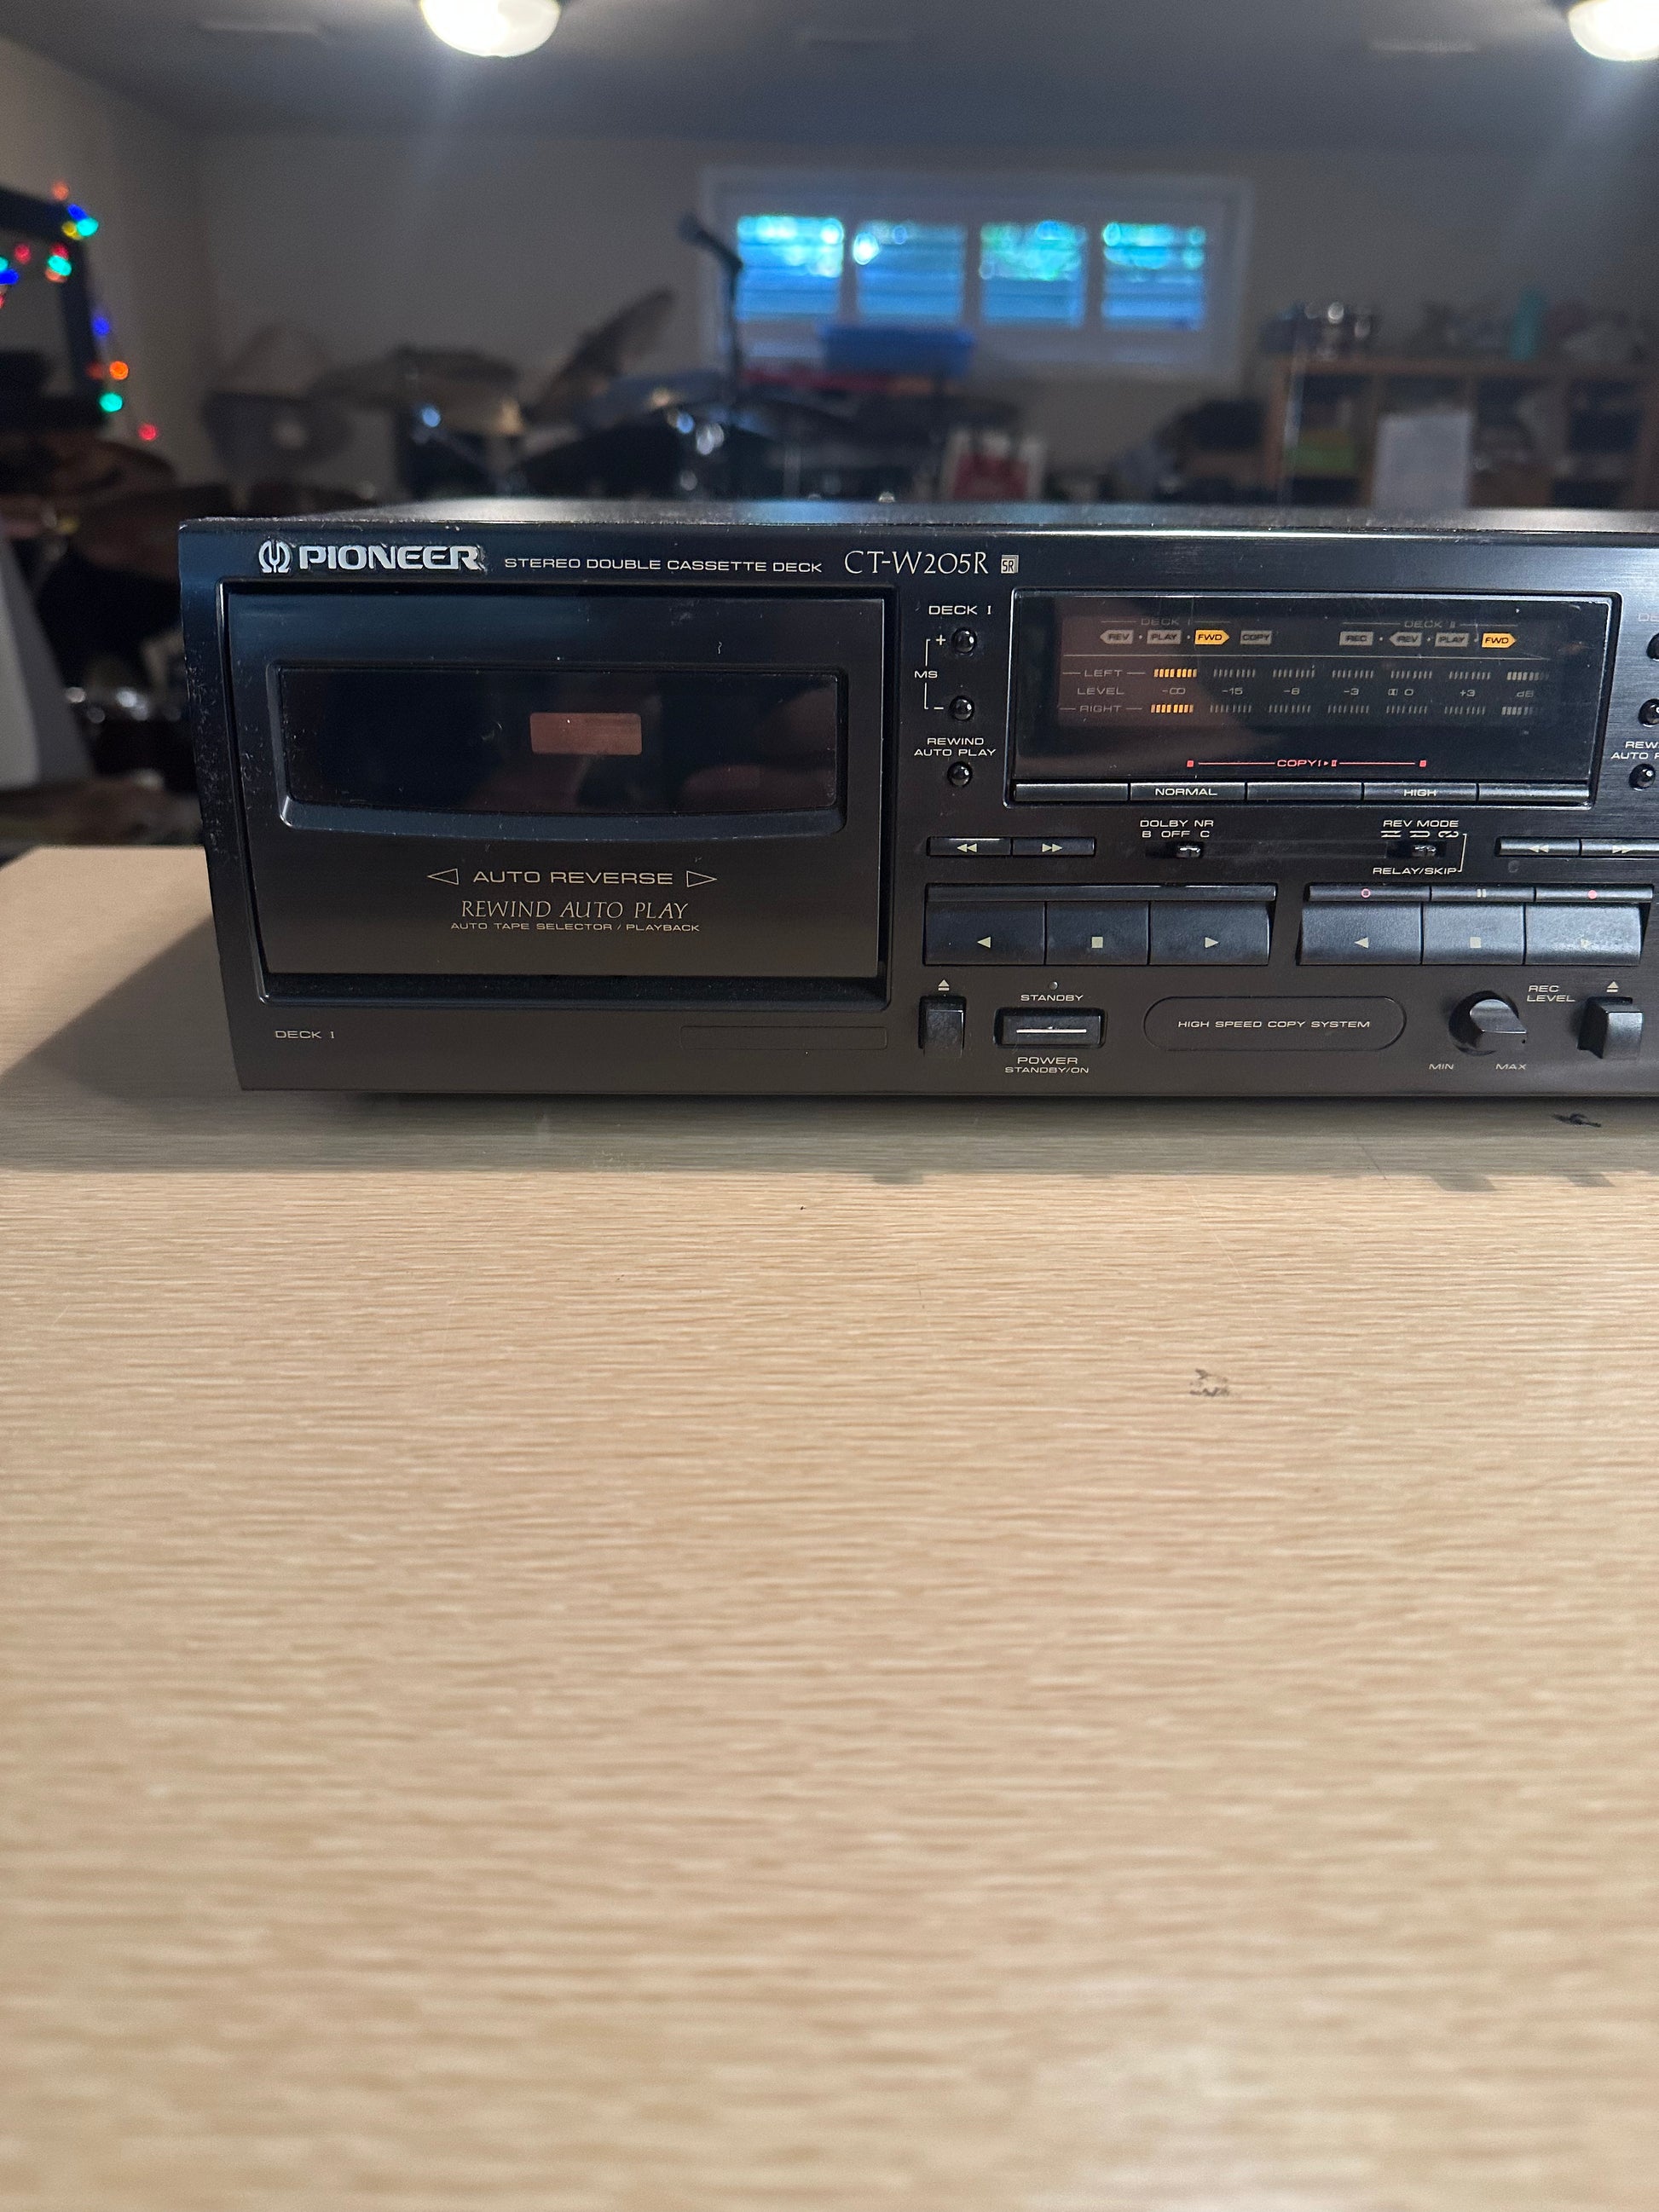 PIONEER STEREO DOUBLE CASSETTE DECK CT-W205R SR
DECK I
+
MS
−
REWIND
AUTO PLAY
DECK I
DECK II
REV • PLAY • FWD COPY
REC • REV • PLAY • FWD
LEFT
LEVEL -∞ -15 -8 -3 0 +3 dB
RIGHT
COPY I ▸ II
NORMAL HIGH
DOLBY NR
B OFF C
REV MODE
RELAY/SKIP
◁ AUTO REVERSE ▷
REWIND AUTO PLAY
AUTO TAPE SELECTOR / PLAYBACK
STANDBY
POWER
STANDBY/ON
HIGH SPEED COPY SYSTEM
REC
LEVEL
MIN MAX
DECK I